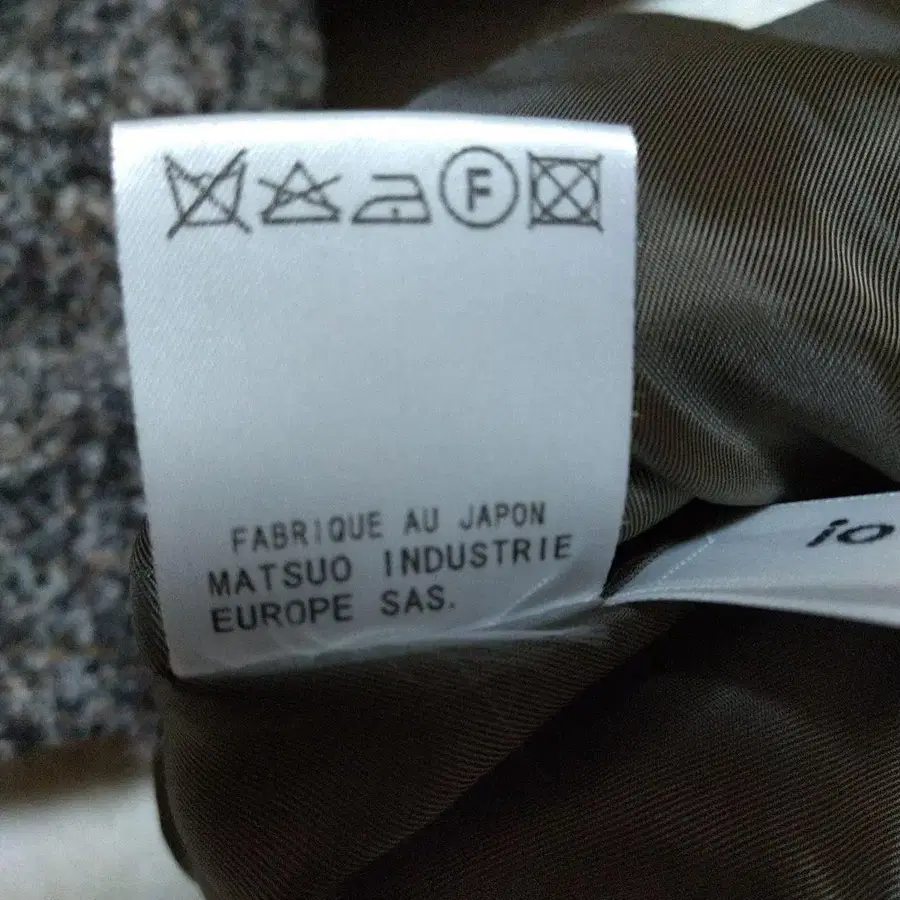 F
FABRIQUE AU JAPON
MATSUO INDUSTRIE
EUROPE SAS.
io